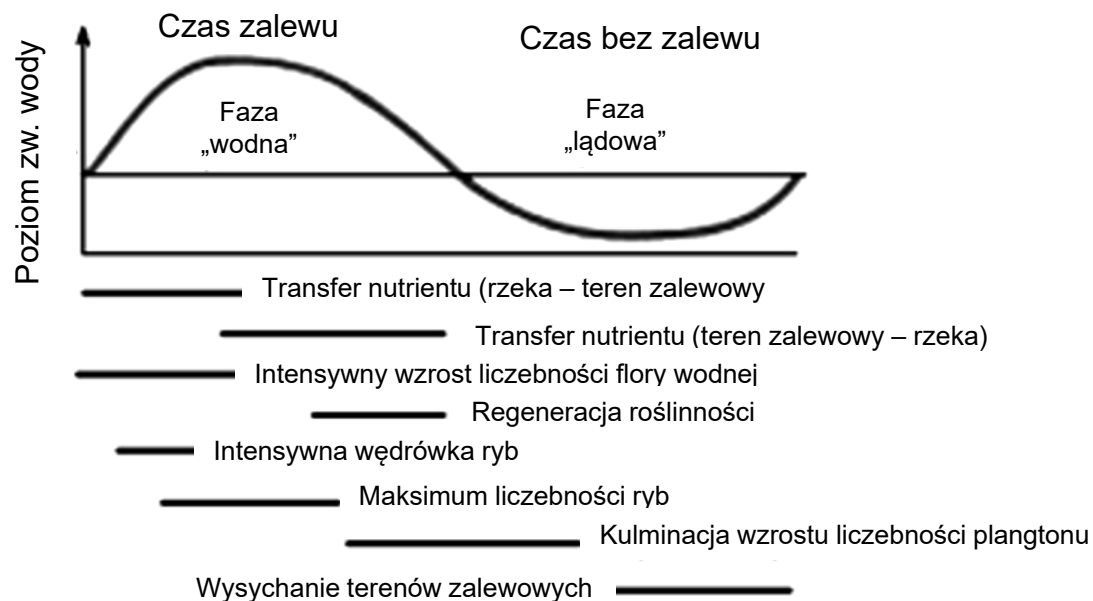 Czas zalewu
Czas bez zalewu
Poziom zw. wody
Faza
„wodna”
Faza
„lądowa”
Transfer nutrientu (rzeka – teren zalewowy
Transfer nutrientu (teren zalewowy – rzeka)
Intensywny wzrost liczebności flory wodnej
Regeneracja roślinności
Intensywna wędrówka ryb
Maksimum liczebności ryb
Kulminacja wzrostu liczebności plangtonu
Wysychanie terenów zalewowych